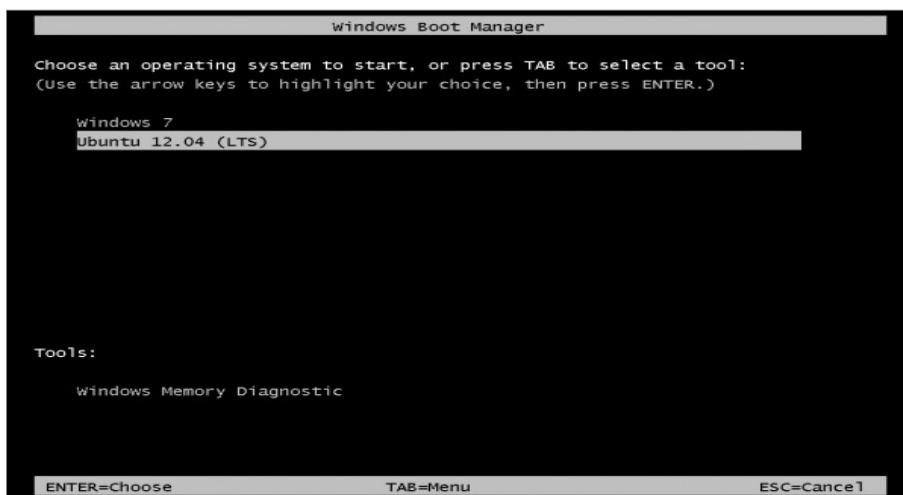 Windows Boot Manager
Choose an operating system to start, or press TAB to select a tool:
(Use the arrow keys to highlight your choice, then press ENTER.)
Windows 7
Ubuntu 12.04 (LTS)
Tools:
Windows Memory Diagnostic
ENTER=Choose TAB=Menu ESC=Cancel